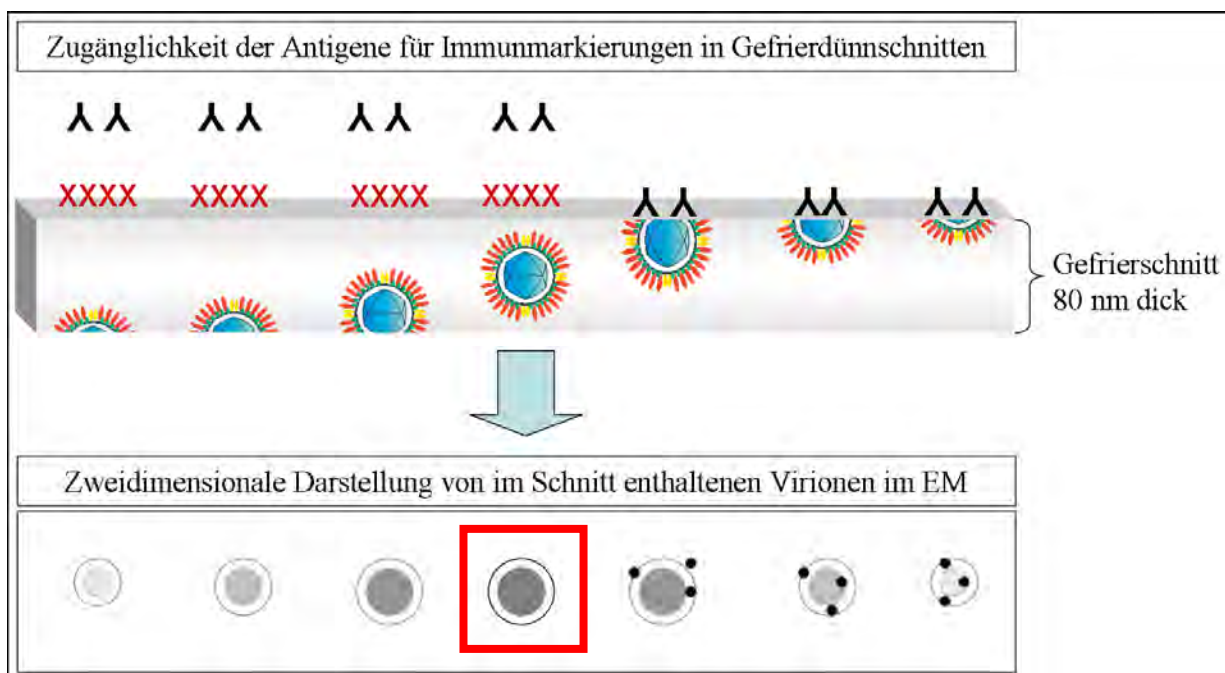 Zugänglichkeit der Antigene für Immunmarkierungen in Gefrierdünnschnitten
XXXX XXXX XXXX XXXX
Gefrierschnitt
80 nm dick
Zweidimensionale Darstellung von im Schnitt enthaltenen Virionen im EM